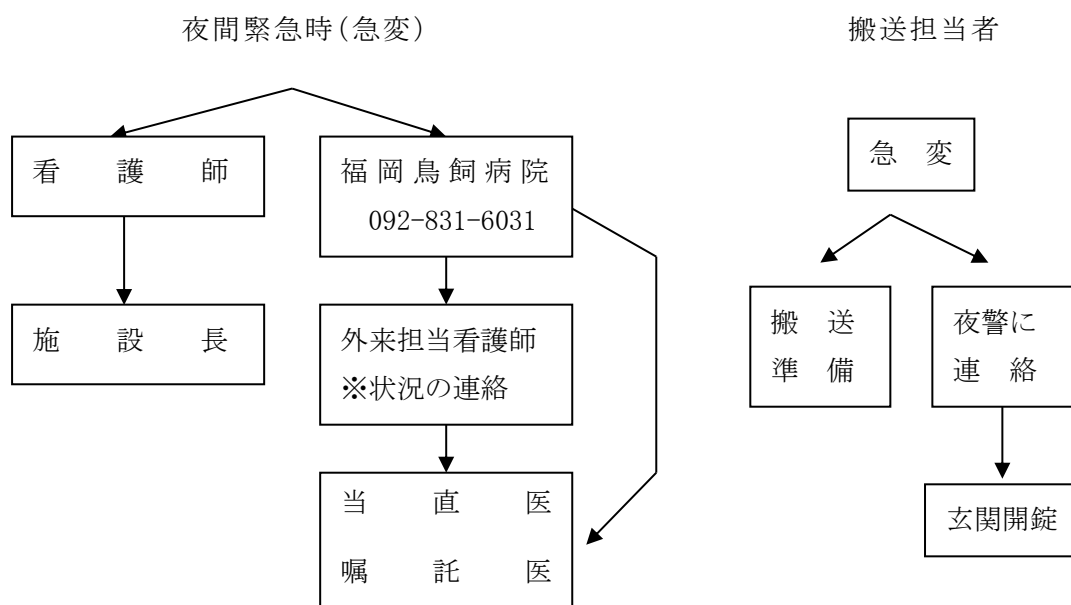 夜間緊急時(急変)
搬送担当者
看護師
福岡鳥飼病院
092-831-6031
急変
施設長
外来担当看護師
※状況の連絡
搬送
準備
夜警に
連絡
当直医
嘱託医
玄関開錠